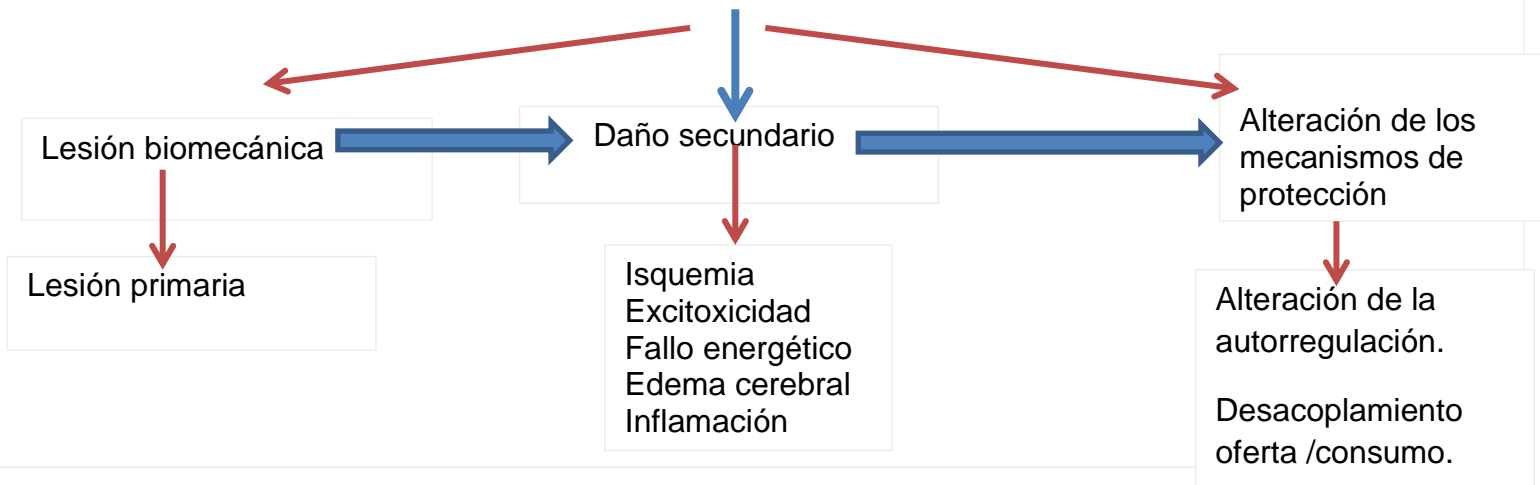 Lesión biomecánica
Daño secundario
Alteración de los
mecanismos de
protección
Lesión primaria
Isquemia
Excitoxicidad
Fallo energético
Edema cerebral
Inflamación
Alteración de la
autorregulación.
Desacoplamiento
oferta /consumo.